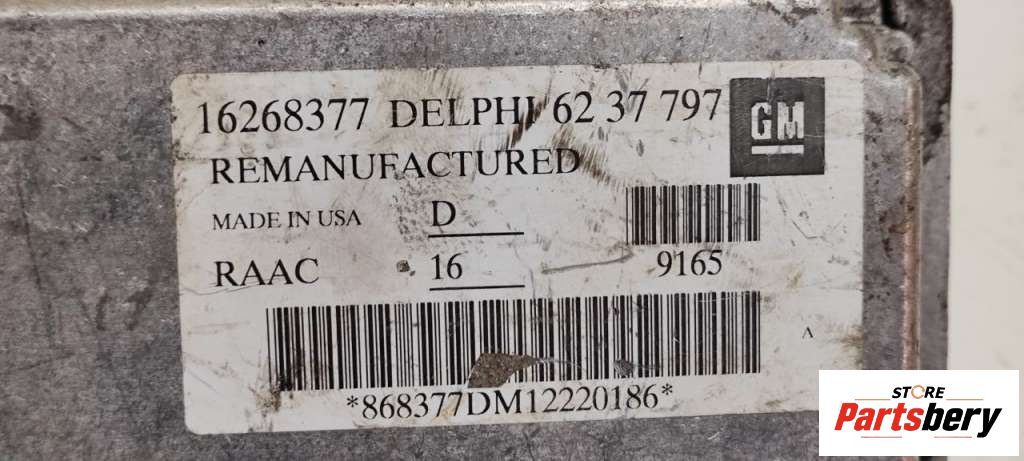 16268377 DELPHI 62 37 797 GM
REMANUFACTURED
MADE IN USA D
RAAC 16 9165
A
*868377DM12220186*
STORE
Partsbery